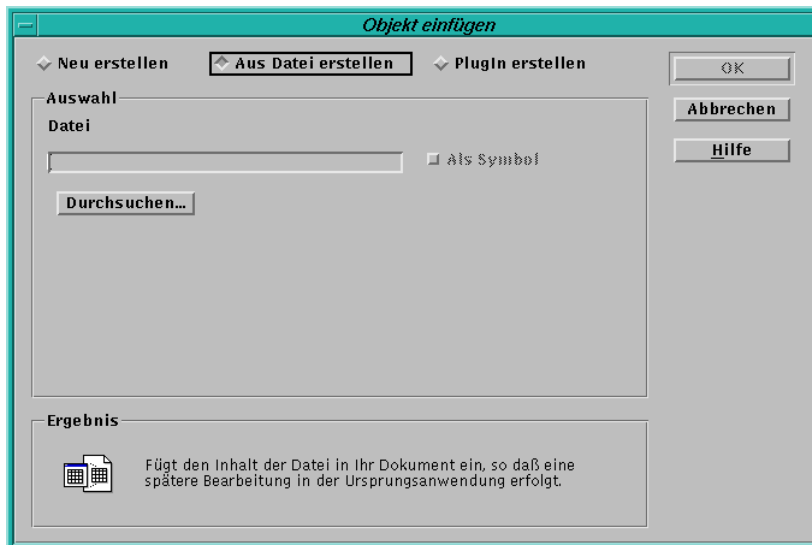 Objekt einfügen
Neu erstellen
Aus Datei erstellen
PlugIn erstellen
OK
Abbrechen
Hilfe
Auswahl
Datei
Als Symbol
Durchsuchen...
Ergebnis
Fügt den Inhalt der Datei in Ihr Dokument ein, so daß eine
spätere Bearbeitung in der Ursprungsanwendung erfolgt.